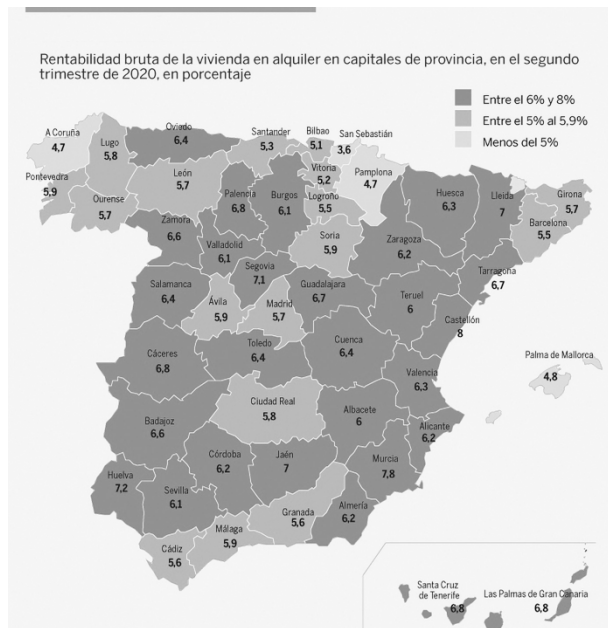 Rentabilidad bruta de la vivienda en alquiler en capitales de provincia, en el segundo
trimestre de 2020, en porcentaje
Entre el 6% y 8%
Entre el 5% al 5,9%
Menos del 5%
A Coruña
4,7
Lugo
5,8
Oviedo
6,4
Santander
5,3
Bilbao
5,1
San Sebastián
3,6
Pontevedra
5,9
Ourense
5,7
León
5,7
Palencia
6,8
Burgos
6,1
Vitoria
5,2
Logroño
5,5
Pamplona
4,7
Huesca
6,3
Lleida
7
Girona
5,7
Barcelona
5,5
Zamora
6,6
Valladolid
6,1
Soria
5,9
Zaragoza
6,2
Tarragona
6,7
Salamanca
6,4
Segovia
7,1
Ávila
5,9
Madrid
5,7
Guadalajara
6,7
Teruel
6
Castellón
8
Cáceres
6,8
Toledo
6,4
Cuenca
6,4
Valencia
6,3
Palma de Mallorca
4,8
Badajoz
6,6
Ciudad Real
5,8
Albacete
6
Alicante
6,2
Huelva
7,2
Sevilla
6,1
Córdoba
6,2
Jaén
7
Murcia
7,8
Cádiz
5,6
Málaga
5,9
Granada
5,6
Almería
6,2
Santa Cruz
de Tenerife
6,8
Las Palmas de Gran Canaria
6,8